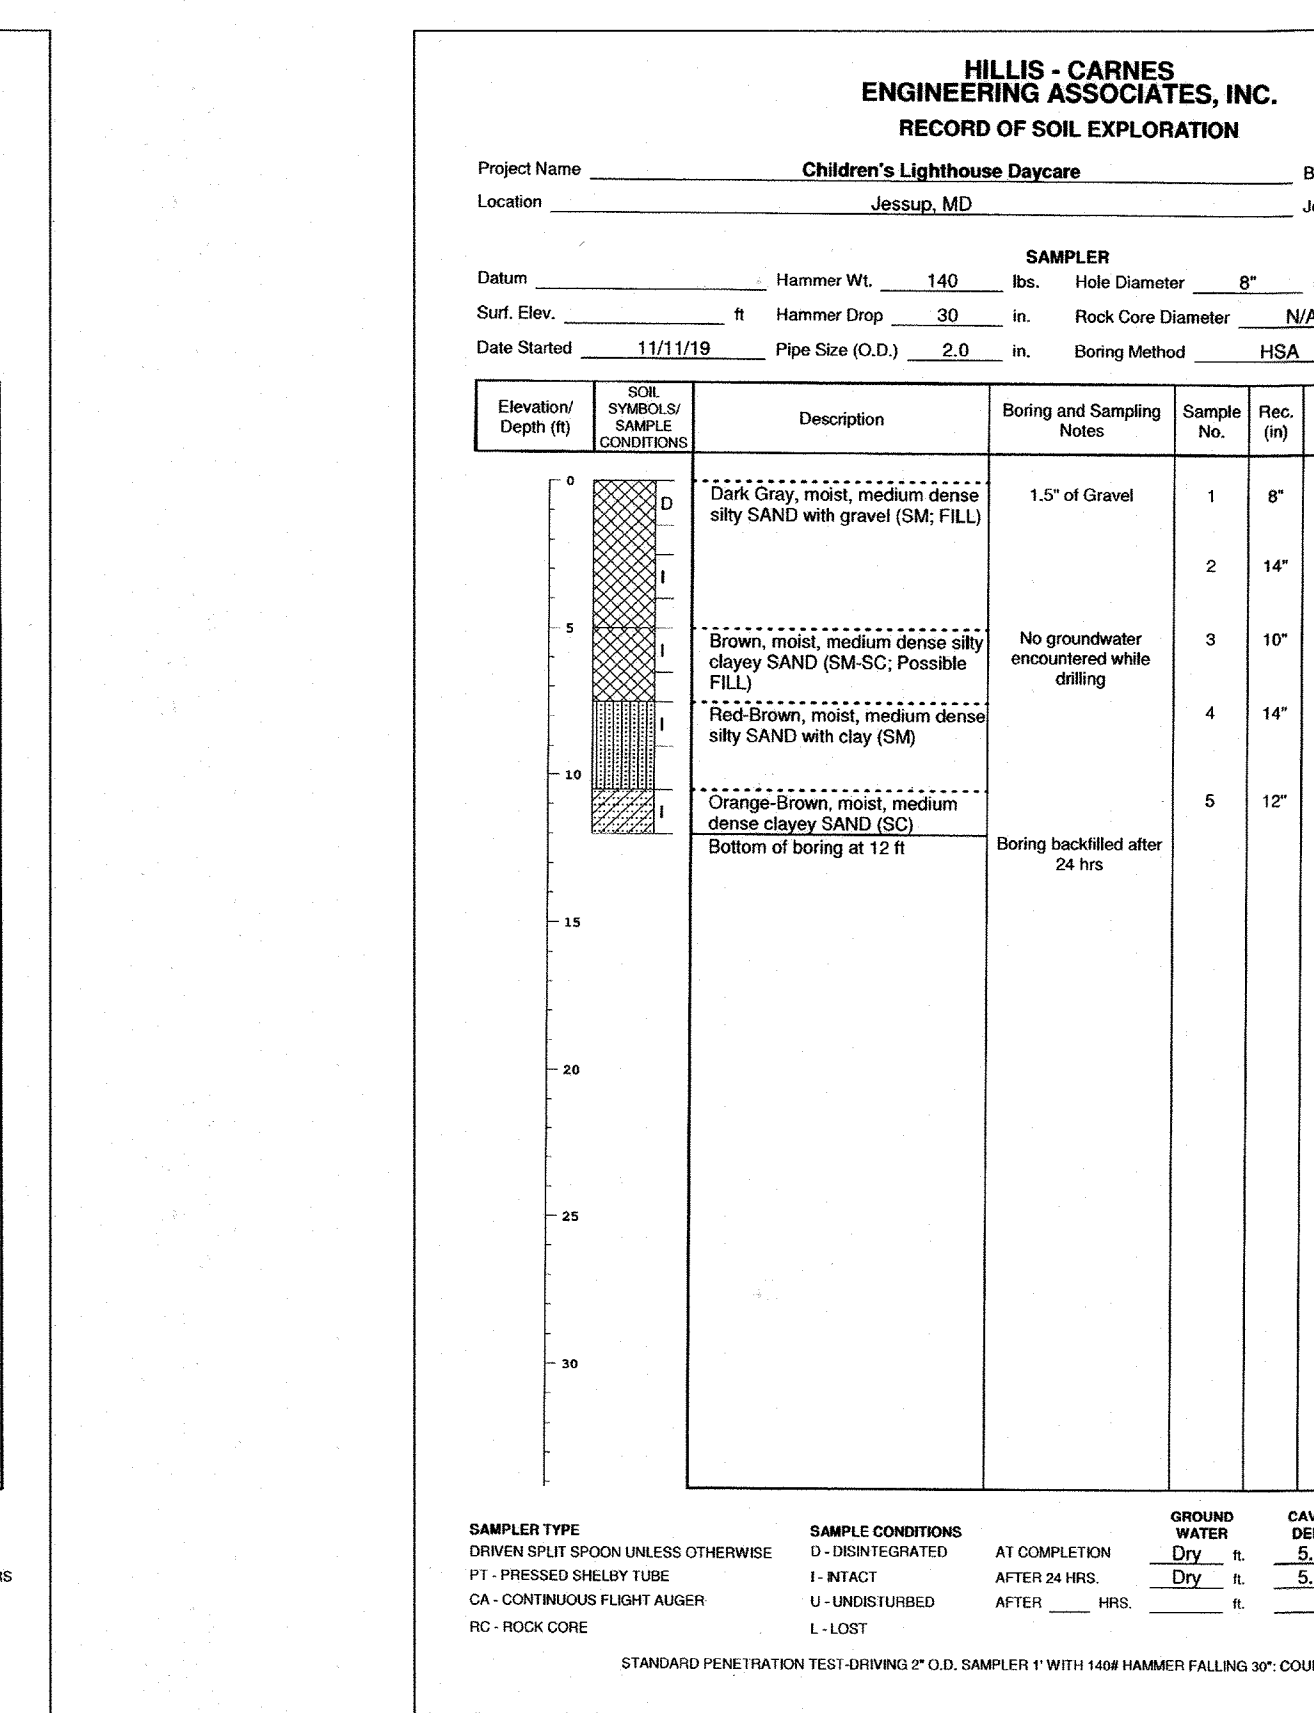 HILLIS - CARNES
ENGINEERING ASSOCIATES, INC.
RECORD OF SOIL EXPLORATION
Project Name Children's Lighthouse Daycare B
Location Jessup, MD
SAMPLER
Datum Hammer Wt. 140 lbs. Hole Diameter 8"
Surf. Elev. ft Hammer Drop 30 in. Rock Core Diameter N/A
Date Started 11/11/19 Pipe Size (O.D.) 2.0 in. Boring Method HSA
Elevation/
Depth (ft)
SOIL
SYMBOLS/
SAMPLE
CONDITIONS
Description
Boring and Sampling
Notes
Sample
No.
Rec.
(in)
0
D
Dark Gray, moist, medium dense
silty SAND with gravel (SM; FILL)
1.5" of Gravel
1
8"
I
2
14"
5
I
Brown, moist, medium dense silty
clayey SAND (SM-SC; Possible
FILL)
No groundwater
encountered while
drilling
3
10"
I
Red-Brown, moist, medium dense
silty SAND with clay (SM)
4
14"
10
I
Orange-Brown, moist, medium
dense clayey SAND (SC)
5
12"
Bottom of boring at 12 ft
Boring backfilled after
24 hrs
15
20
25
30
SAMPLER TYPE
DRIVEN SPLIT SPOON UNLESS OTHERWISE
PT - PRESSED SHELBY TUBE
CA - CONTINUOUS FLIGHT AUGER
RC - ROCK CORE
SAMPLE CONDITIONS
D - DISINTEGRATED
I - INTACT
U - UNDISTURBED
L - LOST
GROUND
WATER
AT COMPLETION Dry ft. 5.
AFTER 24 HRS. Dry ft. 5.
AFTER HRS. ft.
STANDARD PENETRATION TEST-DRIVING 2" O.D. SAMPLER 1' WITH 140# HAMMER FALLING 30":